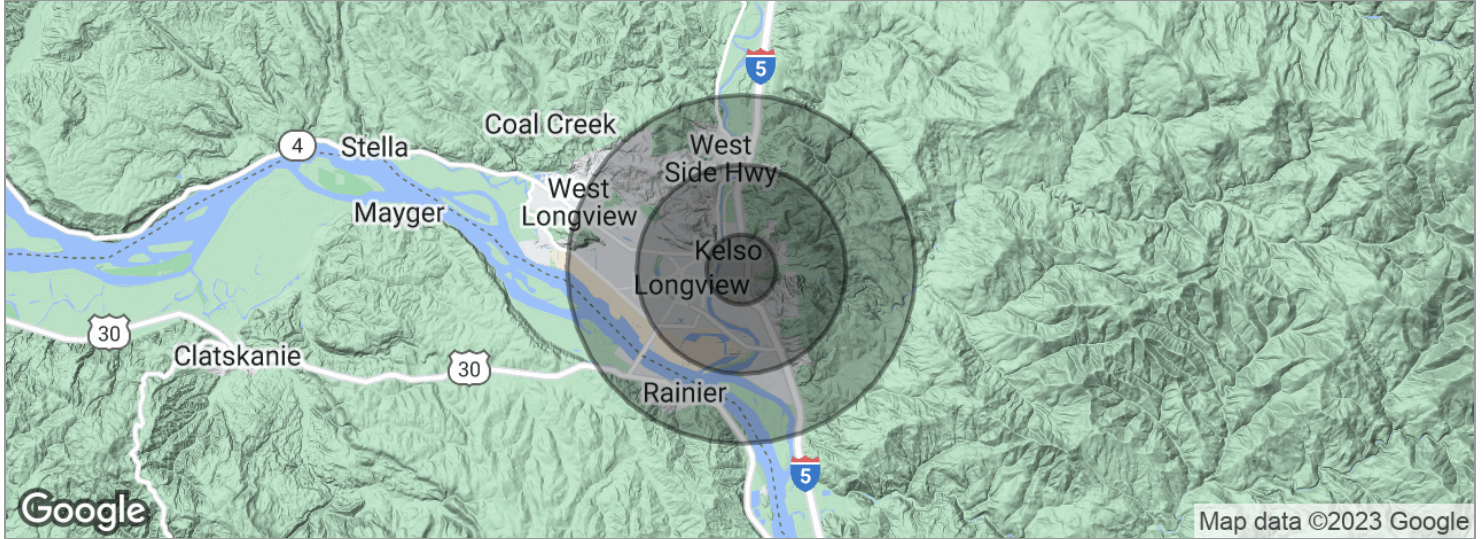 5
Coal Creek
4
Stella
West
Side Hwy
West
Longview
Mayger
Kelso
Longview
30
Clatskanie
30
Rainier
5
Google
Map data ©2023 Google